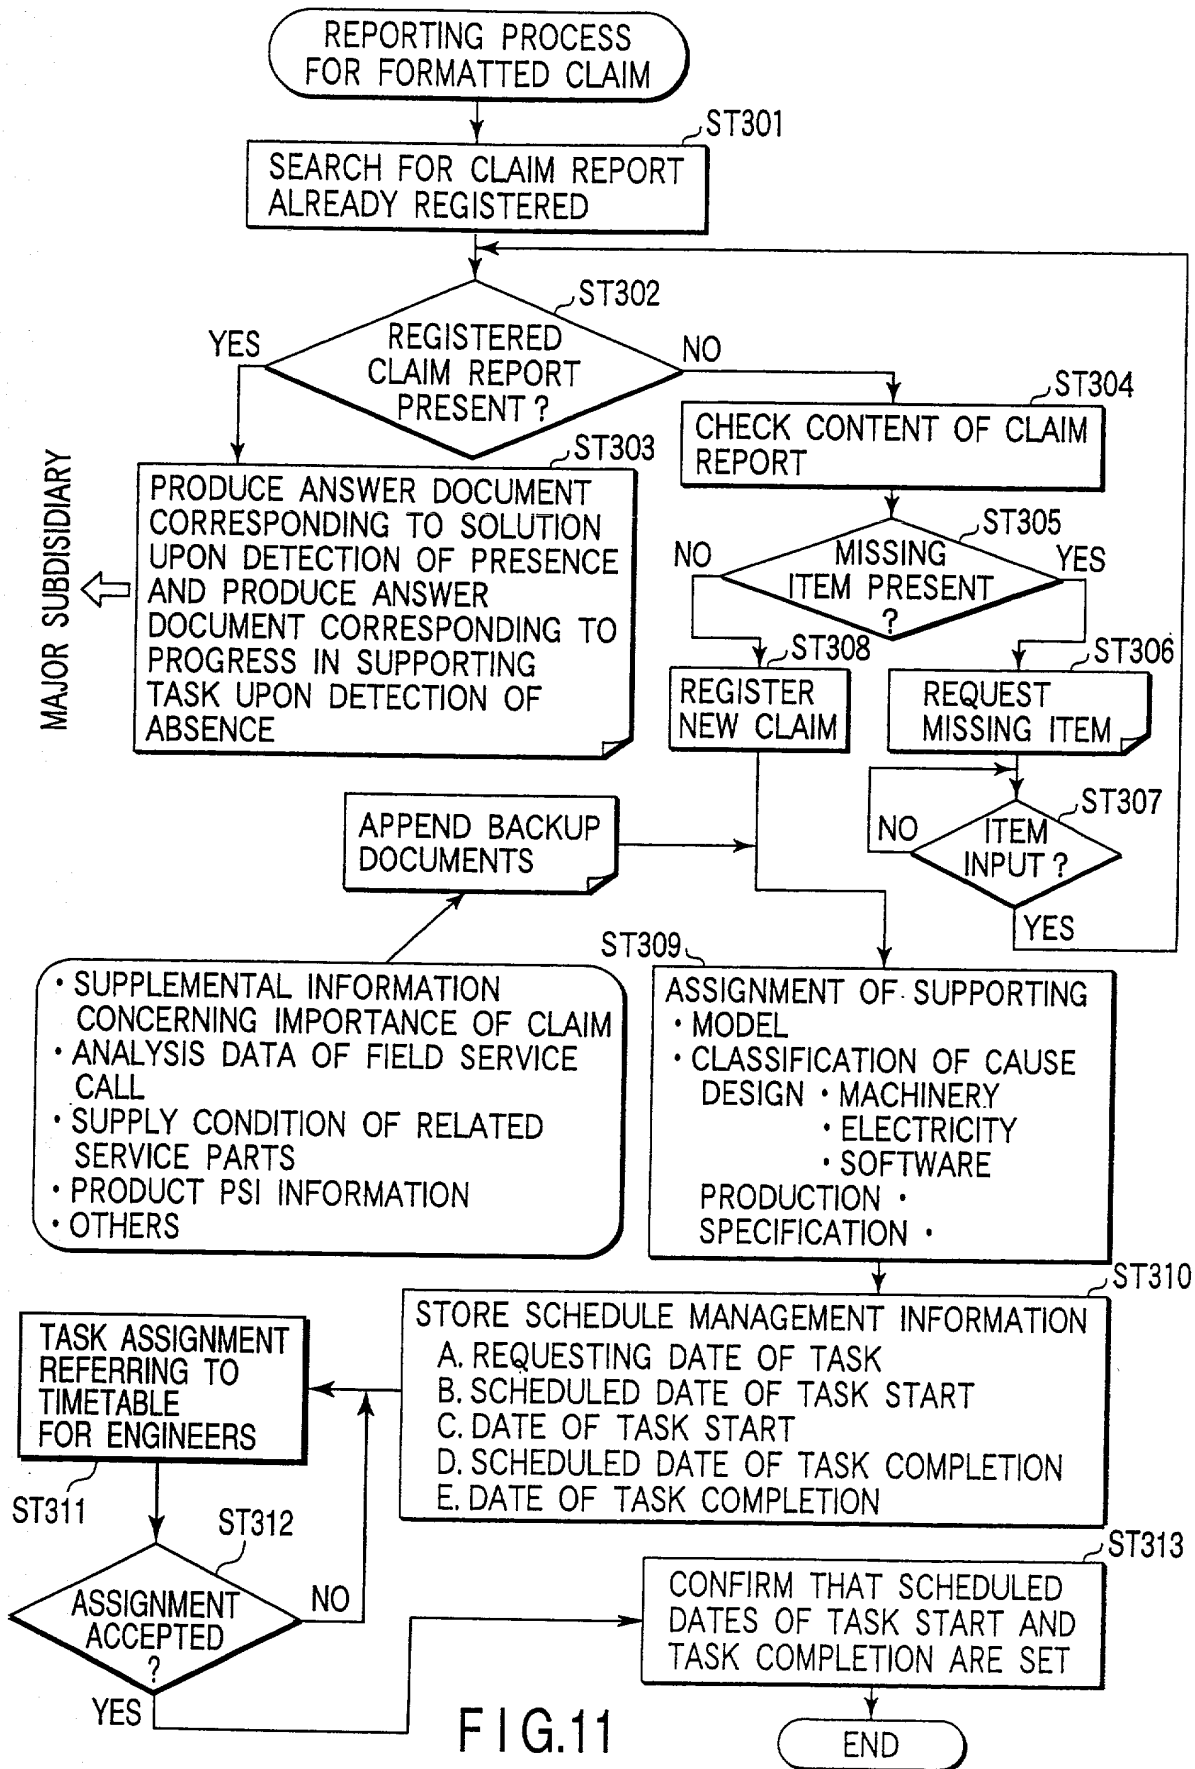 REPORTING PROCESS
FOR FORMATTED CLAIM
ST301
SEARCH FOR CLAIM REPORT
ALREADY REGISTERED
ST302
REGISTERED
CLAIM REPORT
PRESENT ?
YES
NO
ST303
PRODUCE ANSWER DOCUMENT
CORRESPONDING TO SOLUTION
UPON DETECTION OF PRESENCE
AND PRODUCE ANSWER
DOCUMENT CORRESPONDING TO
PROGRESS IN SUPPORTING
TASK UPON DETECTION OF
ABSENCE
MAJOR SUBDISIDIARY
ST304
CHECK CONTENT OF CLAIM
REPORT
ST305
MISSING
ITEM PRESENT
?
NO
YES
ST308
REGISTER
NEW CLAIM
ST306
REQUEST
MISSING ITEM
ST307
ITEM
INPUT ?
NO
YES
APPEND BACKUP
DOCUMENTS
• SUPPLEMENTAL INFORMATION
CONCERNING IMPORTANCE OF CLAIM
• ANALYSIS DATA OF FIELD SERVICE
CALL
• SUPPLY CONDITION OF RELATED
SERVICE PARTS
• PRODUCT PSI INFORMATION
• OTHERS
ST309
ASSIGNMENT OF SUPPORTING
• MODEL
• CLASSIFICATION OF CAUSE
DESIGN • MACHINERY
• ELECTRICITY
• SOFTWARE
PRODUCTION •
SPECIFICATION •
ST310
STORE SCHEDULE MANAGEMENT INFORMATION
A. REQUESTING DATE OF TASK
B. SCHEDULED DATE OF TASK START
C. DATE OF TASK START
D. SCHEDULED DATE OF TASK COMPLETION
E. DATE OF TASK COMPLETION
TASK ASSIGNMENT
REFERRING TO
TIMETABLE
FOR ENGINEERS
ST311
ST312
ASSIGNMENT
ACCEPTED
?
NO
YES
ST313
CONFIRM THAT SCHEDULED
DATES OF TASK START AND
TASK COMPLETION ARE SET
END
FIG.11